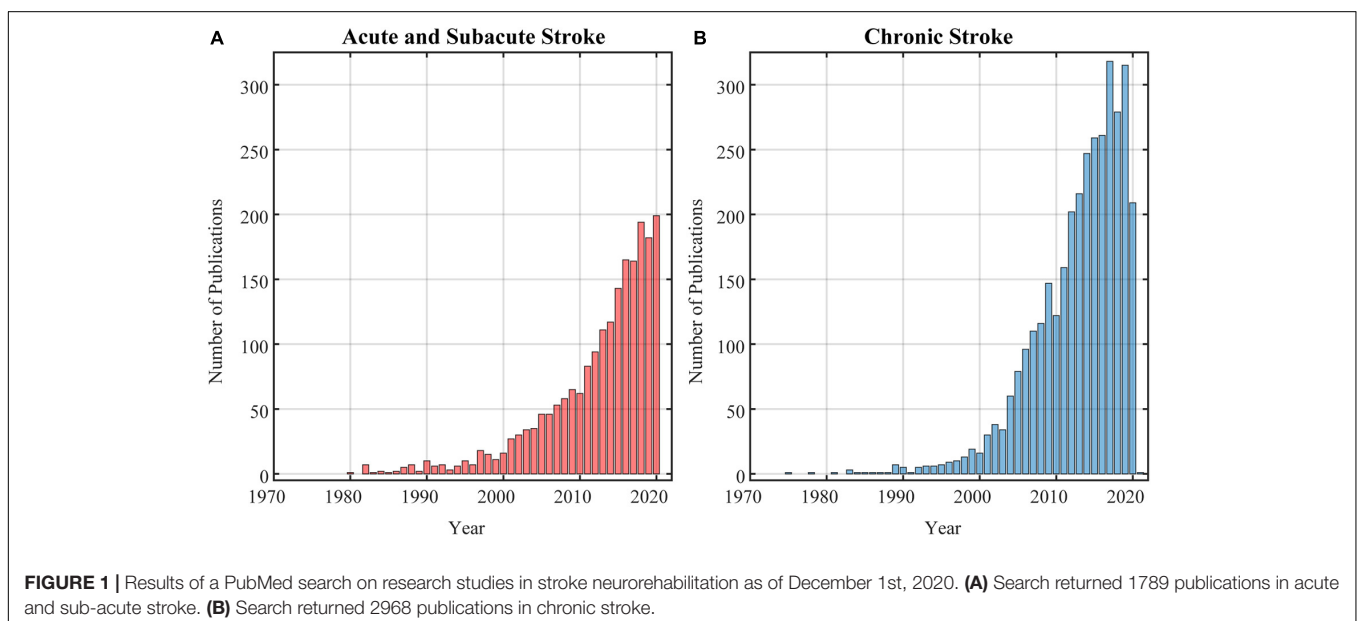 A
Acute and Subacute Stroke
300
250
200
150
100
50
0
1970
1980
1990
2000
2010
2020
Number of Publications
Year
B
Chronic Stroke
300
250
200
150
100
50
0
1970
1980
1990
2000
2010
2020
Number of Publications
Year
FIGURE 1 | Results of a PubMed search on research studies in stroke neurorehabilitation as of December 1st, 2020. (A) Search returned 1789 publications in acute
and sub-acute stroke. (B) Search returned 2968 publications in chronic stroke.